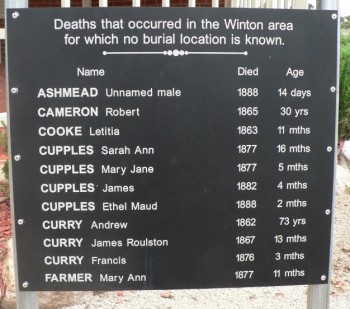 Deaths that occurred in the Winton area
for which no burial location is known.
Name Died Age
ASHMEAD Unnamed male 1888 14 days
CAMERON Robert 1865 30 yrs
COOKE Letitia 1863 11 mths
CUPPLES Sarah Ann 1877 16 mths
CUPPLES Mary Jane 1877 5 mths
CUPPLES James 1882 4 mths
CUPPLES Ethel Maud 1888 2 mths
CURRY Andrew 1862 73 yr
CURRY James Roulston 1867 13 mths
CURRY Francis 1876 3 mths
FARMER Mary Ann 1877 11 mths